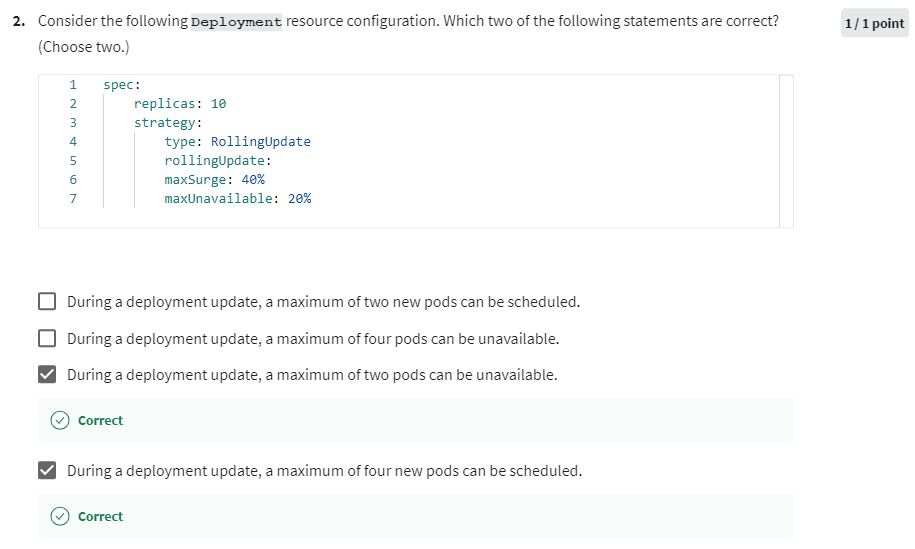 2. Consider the following Deployment resource configuration. Which two of the following statements are correct?
1 / 1 point
(Choose two.)
1 spec:
2 replicas: 10
3 strategy:
4 type: RollingUpdate
5 rollingUpdate:
6 maxSurge: 40%
7 maxUnavailable: 20%
During a deployment update, a maximum of two new pods can be scheduled.
During a deployment update, a maximum of four pods can be unavailable.
During a deployment update, a maximum of two pods can be unavailable.
Correct
During a deployment update, a maximum of four new pods can be scheduled.
Correct